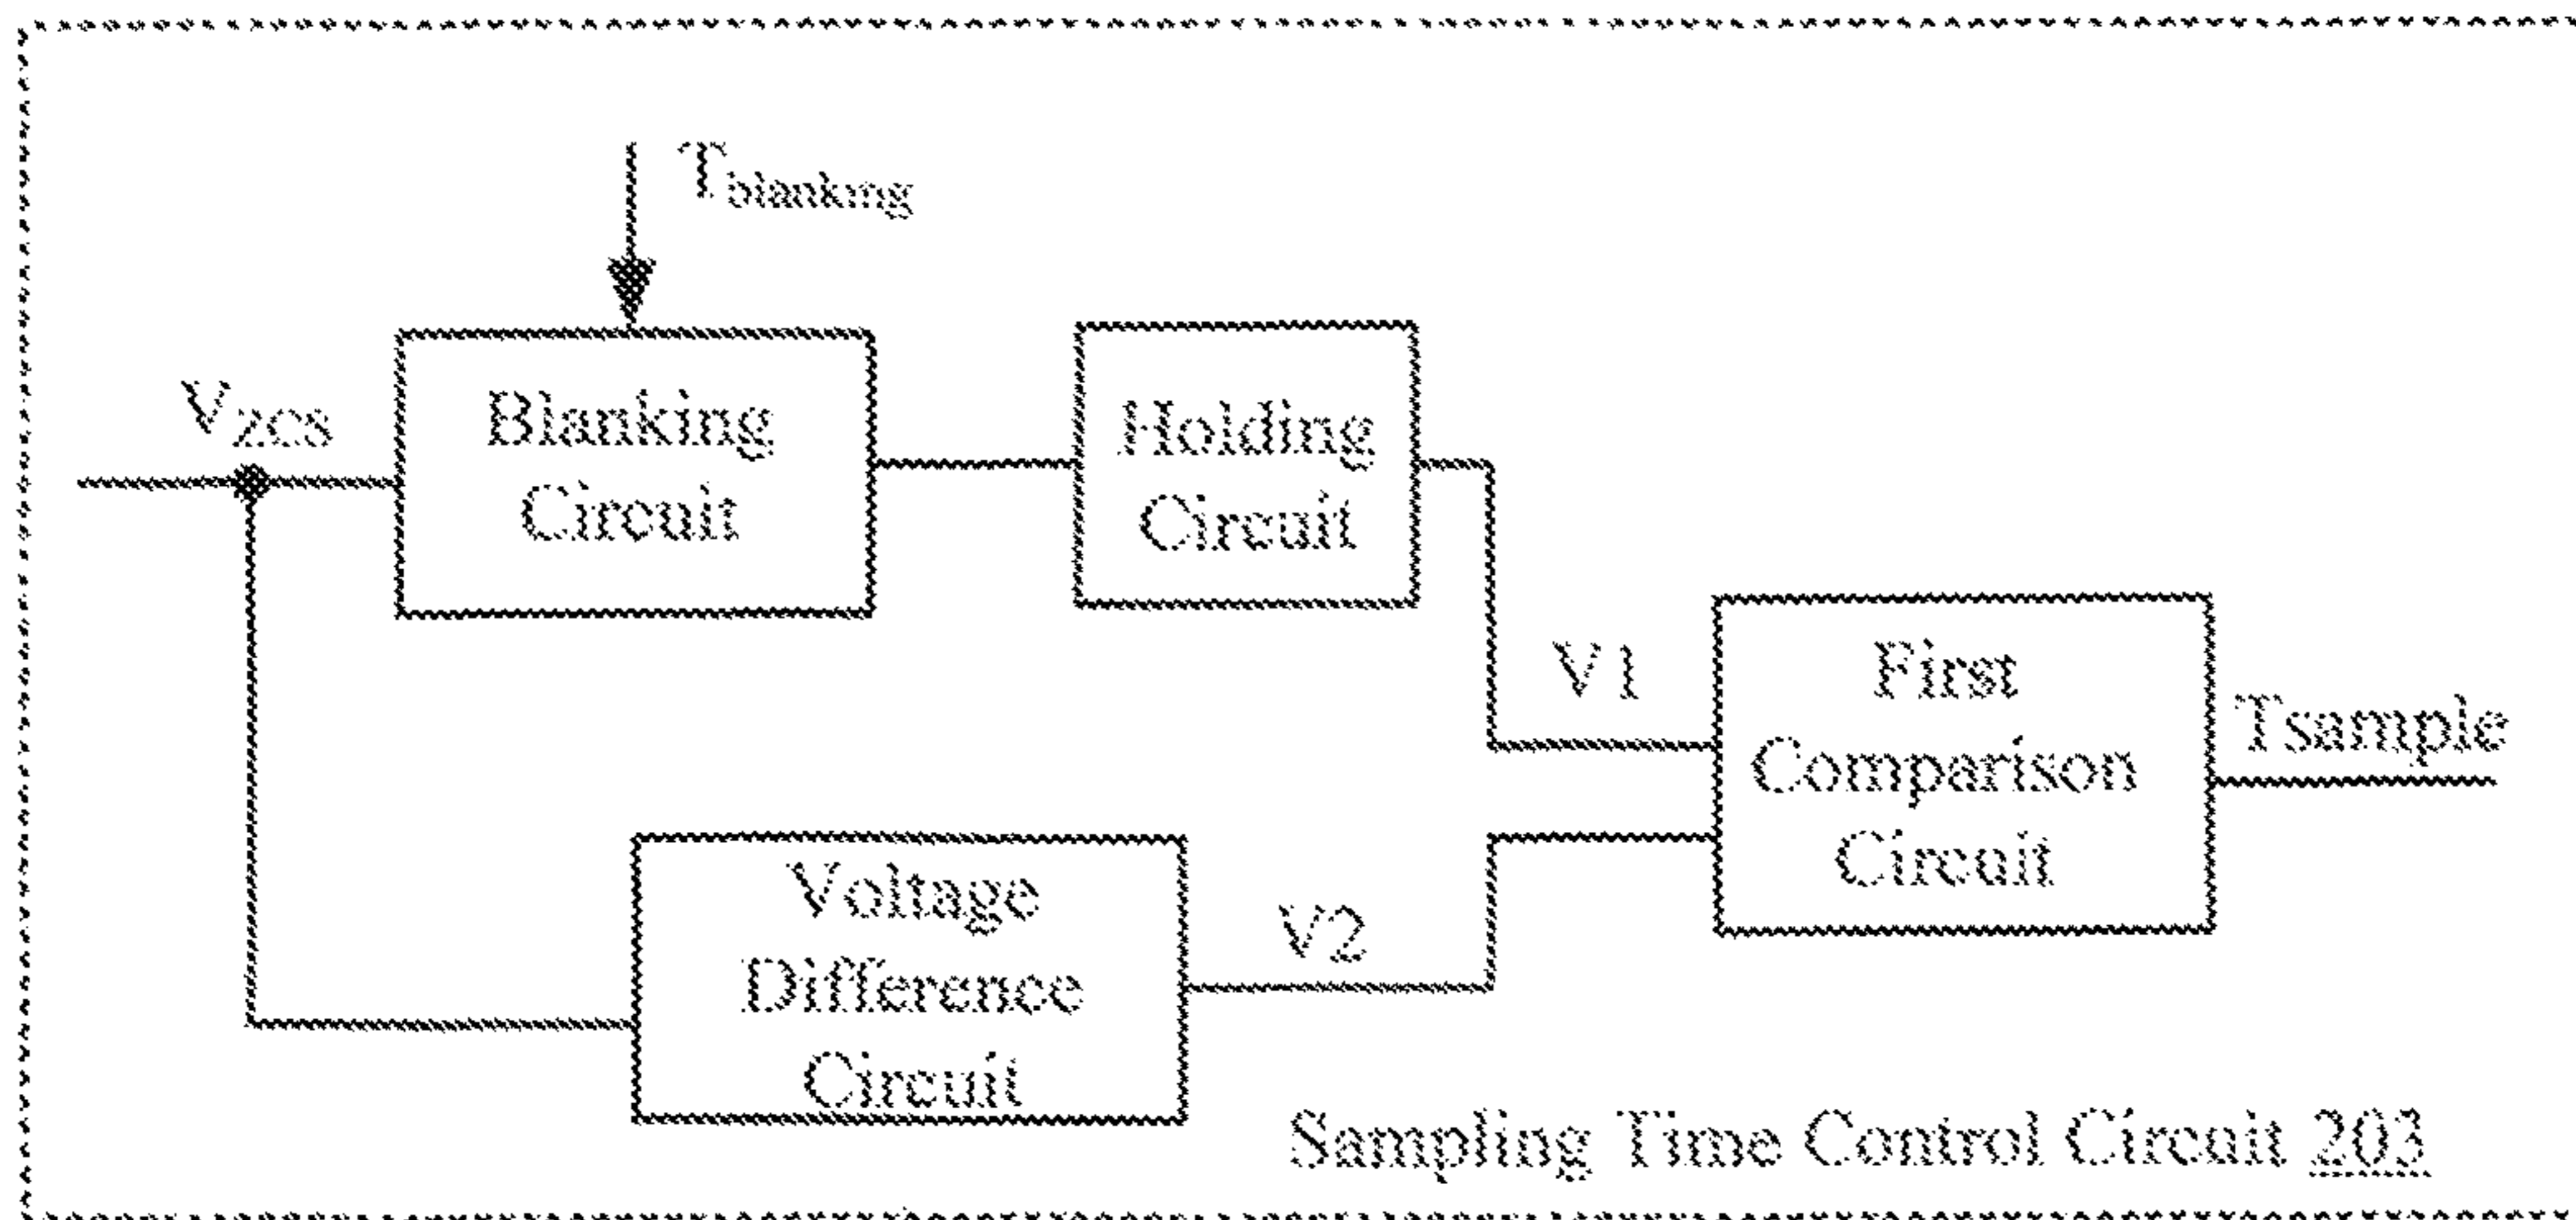 Tblanking
VZCS
Blanking
Circuit
Holding
Circuit
V1
First
Comparison
Circuit
Tsample
Voltage
Difference
Circuit
V2
Sampling Time Control Circuit 203